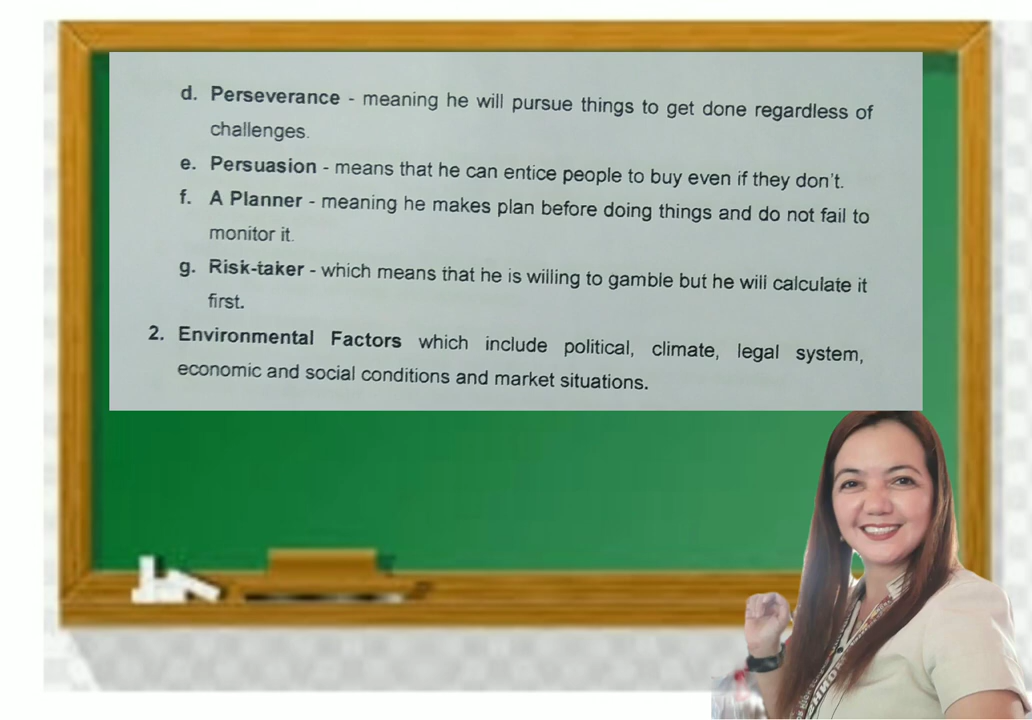 d. Perseverance - meaning he will pursue things to get done regardless of
challenges.
e. Persuasion - means that he can entice people to buy even if they don't.
f. A Planner - meaning he makes plan before doing things and do not fail to
monitor it.
g. Risk-taker - which means that he is willing to gamble but he will calculate it
first.
2. Environmental Factors which include political, climate, legal system,
economic and social conditions and market situations.